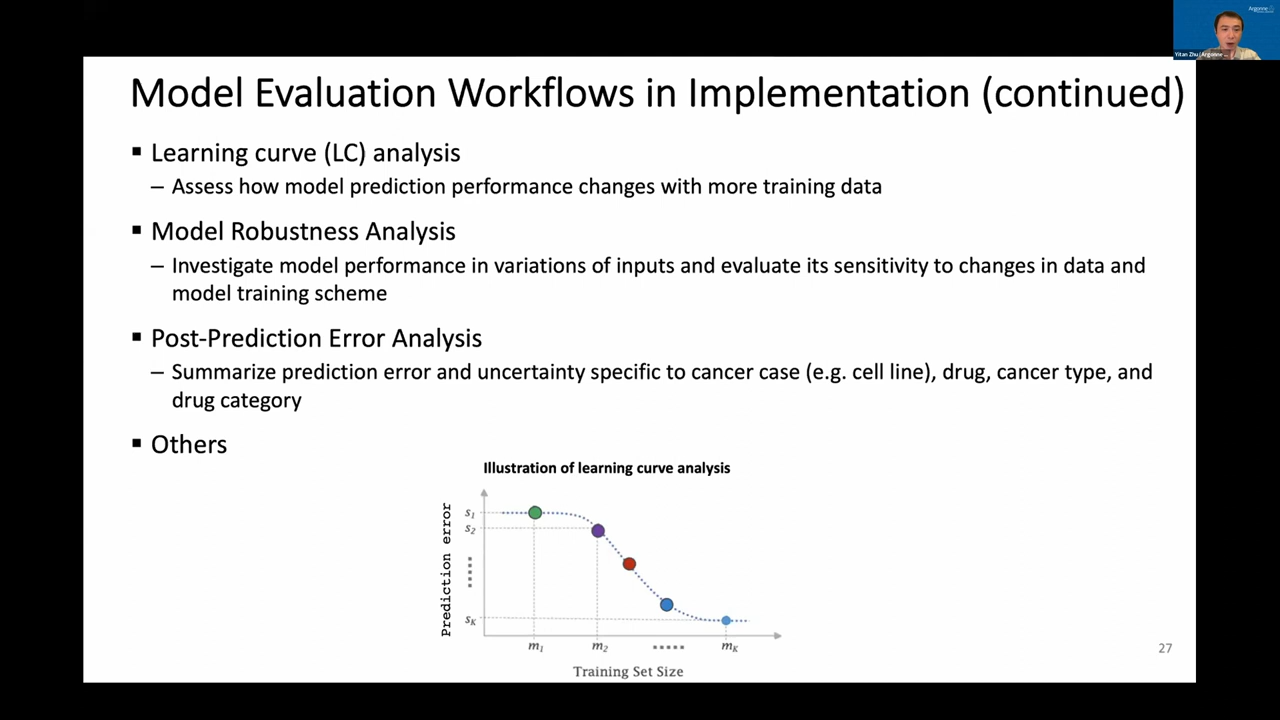 Argonne
Yitan Zhu (Argonne ...
Model Evaluation Workflows in Implementation (continued)
▪ Learning curve (LC) analysis
– Assess how model prediction performance changes with more training data
▪ Model Robustness Analysis
– Investigate model performance in variations of inputs and evaluate its sensitivity to changes in data and
model training scheme
▪ Post-Prediction Error Analysis
– Summarize prediction error and uncertainty specific to cancer case (e.g. cell line), drug, cancer type, and
drug category
▪ Others
Illustration of learning curve analysis
Prediction error
s1
s2
sK
m1 m2 ..... mK
Training Set Size
27